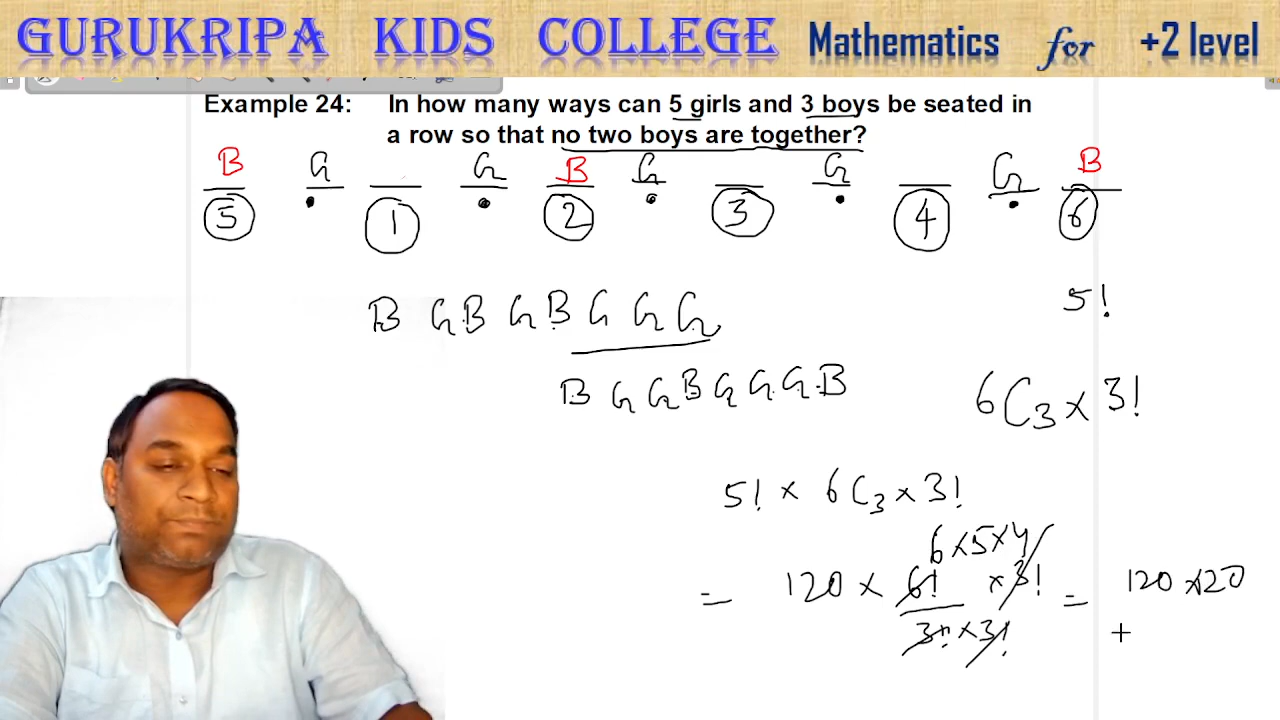 GURUKRIPA KIDS COLLEGE Mathematics for +2 level
Example 24: In how many ways can 5 girls and 3 boys be seated in
a row so that no two boys are together?
B G G B G G G B
5 1 2 3 4 6
5!
B G B G B G G G
B G G B G G G B
6C3 × 3!
5! × 6C3 × 3!
6×5×4
= 120 × 6! × 3! = 120 × 120
3! × 3!
+